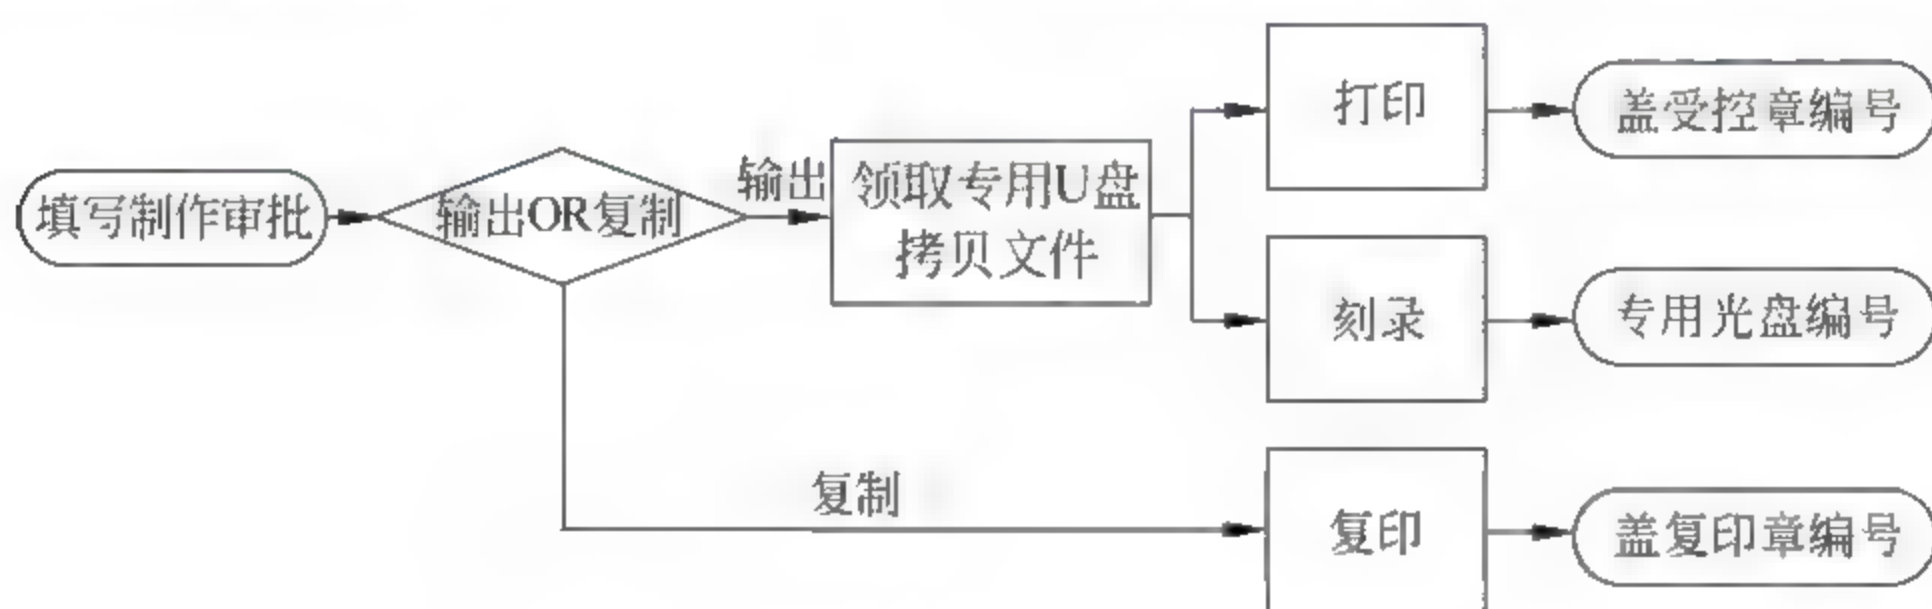 填写制作审批
输出OR复制
输出
领取专用U盘
拷贝文件
打印
盖受控章编号
刻录
专用光盘编号
复制
复印
盖复印章编号